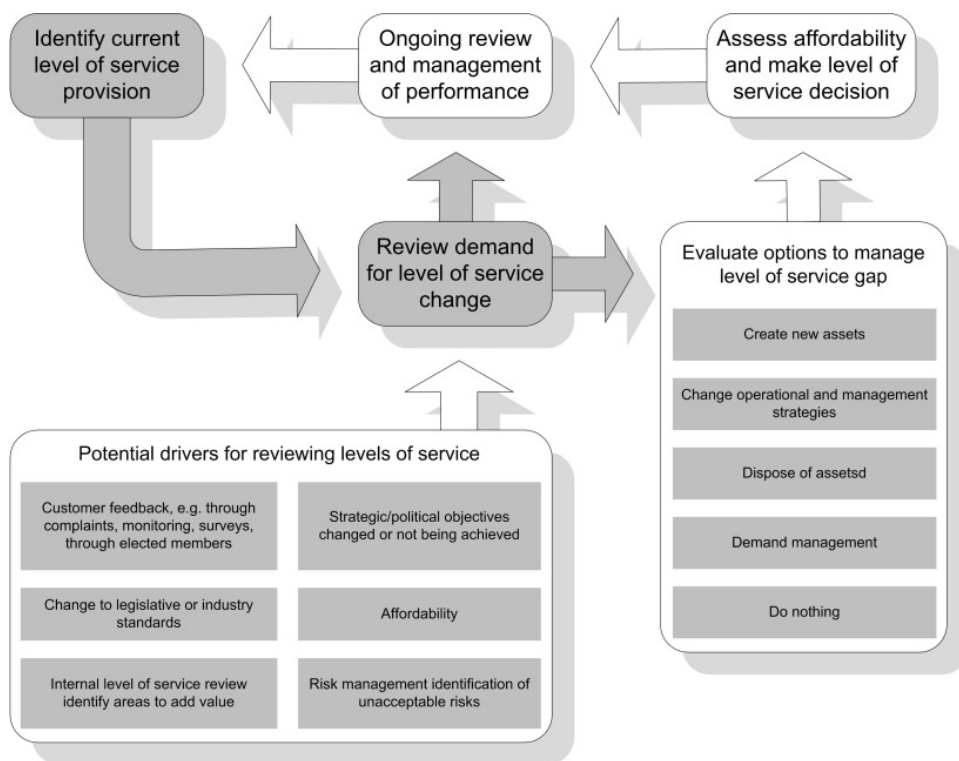 Identify current
level of service
provision
Ongoing review
and management
of performance
Assess affordability
and make level of
service decision
Review demand
for level of service
change
Evaluate options to manage
level of service gap
Create new assets
Change operational and management
strategies
Dispose of assetsd
Demand management
Do nothing
Potential drivers for reviewing levels of service
Customer feedback, e.g. through
complaints, monitoring, surveys,
through elected members
Strategic/political objectives
changed or not being achieved
Change to legislative or industry
standards
Affordability
Internal level of service review
identify areas to add value
Risk management identification of
unacceptable risks